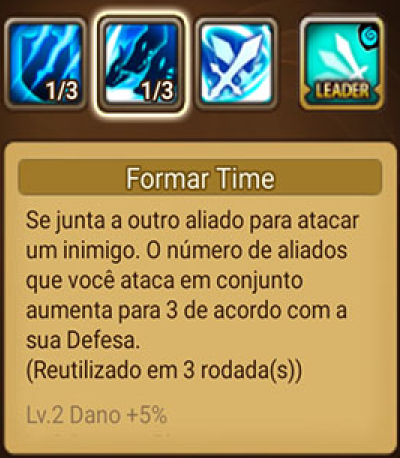 1/3 1/3 LEADER
Formar Time
Se junta a outro aliado para atacar
um inimigo. O número de aliados
que você ataca em conjunto
aumenta para 3 de acordo com a
sua Defesa.
(Reutilizado em 3 rodada(s))
Lv.2 Dano +5%